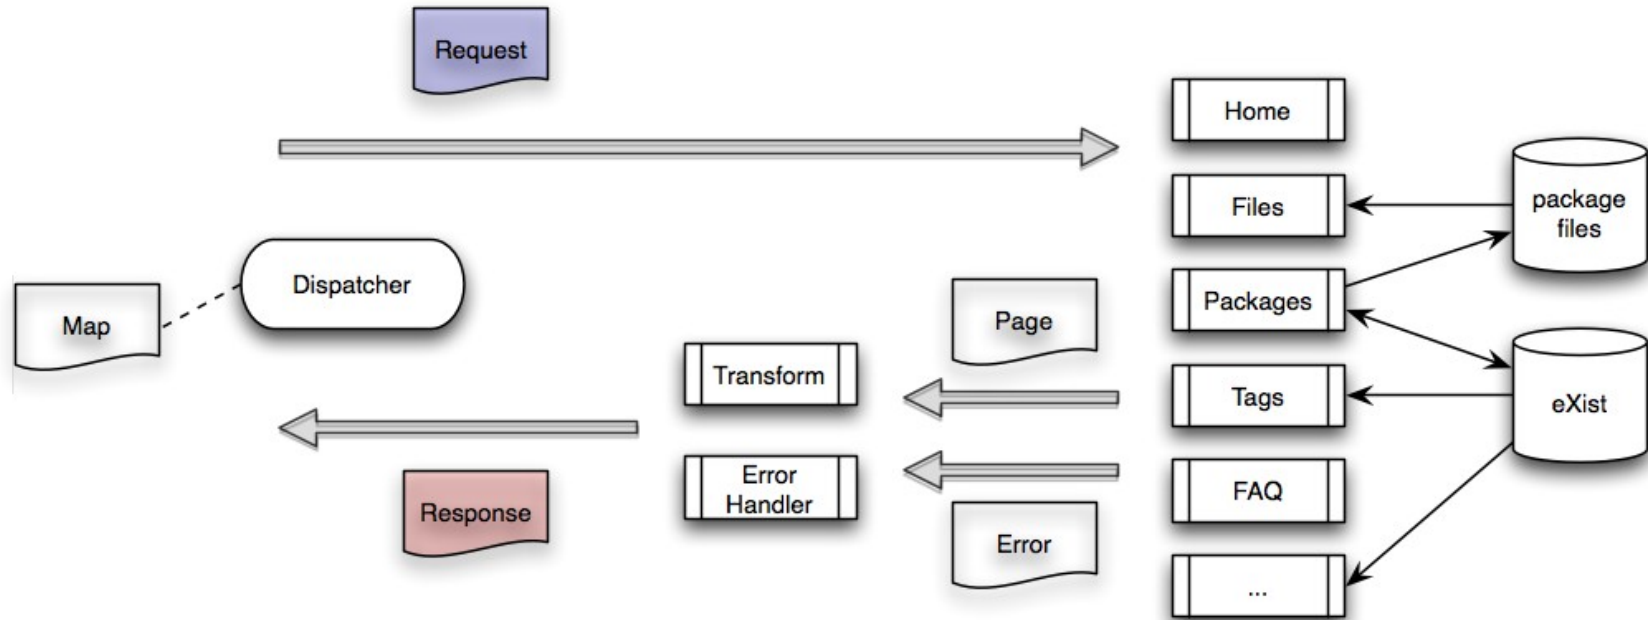 Request
Home
Files
package
files
Dispatcher
Map
Page
Packages
Transform
Tags
eXist
Error
Handler
Response
FAQ
Error
...